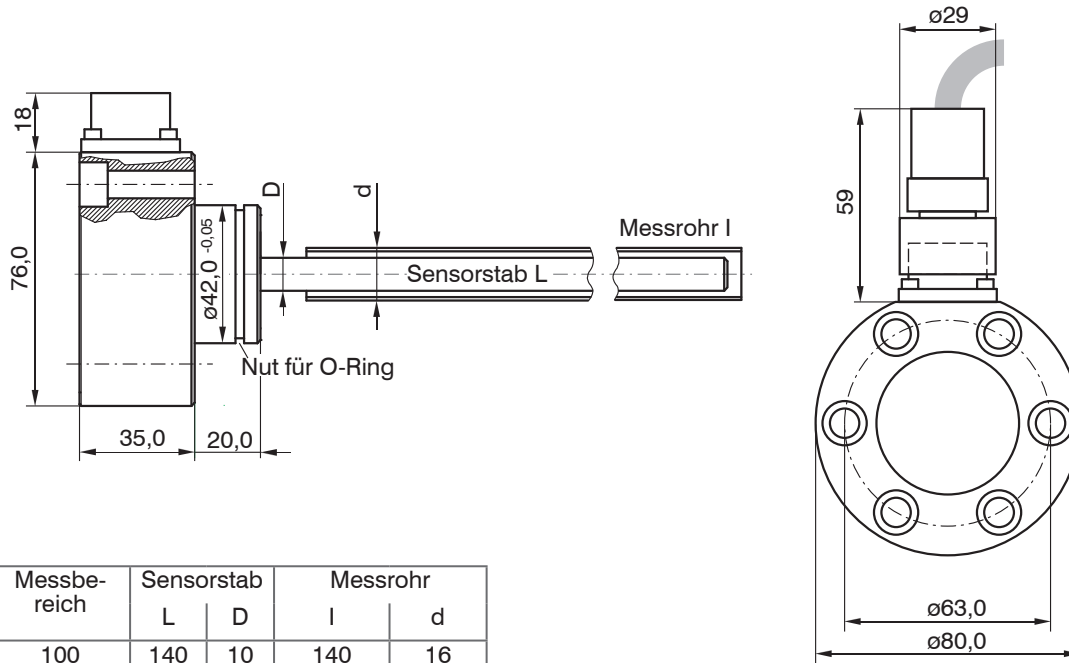 ø29
18
59
76,0
D
d
Messrohr l
Sensorstab L
ø42,0 -0,05
Nut für O-Ring
35,0
20,0
Messbe-
reich
Sensorstab
Messrohr
L
D
l
d
100
140
10
140
16
ø63,0
ø80,0